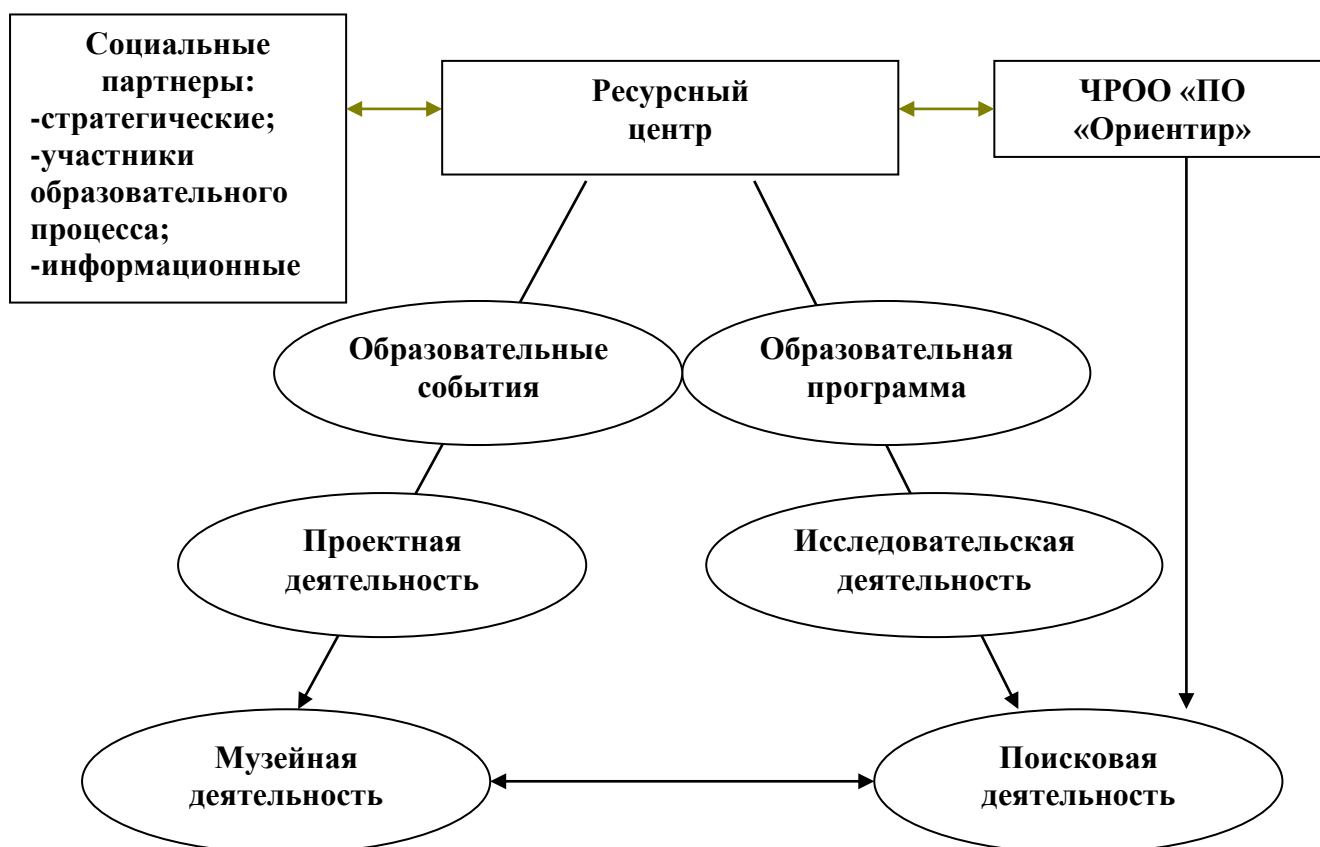 Социальные
партнеры:
-стратегические;
-участники
образовательного
процесса;
-информационные
Ресурсный
центр
ЧРОО «ПО
«Ориентир»
Образовательные
события
Образовательная
программа
Проектная
деятельность
Исследовательская
деятельность
Музейная
деятельность
Поисковая
деятельность